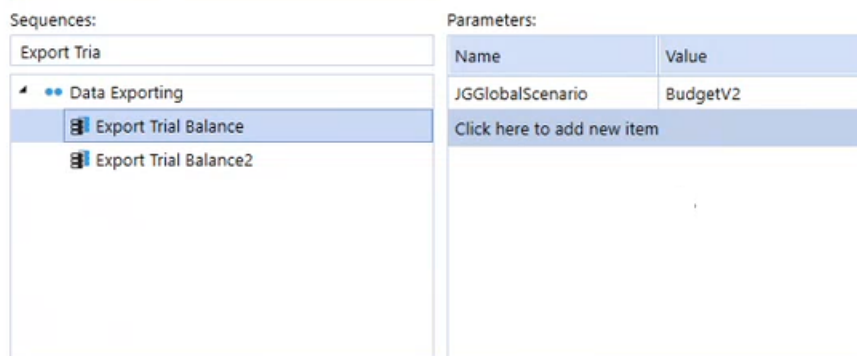 Sequences:
Export Tria
Data Exporting
Export Trial Balance
Export Trial Balance2
Parameters:
Name Value
JGGlobalScenario BudgetV2
Click here to add new item